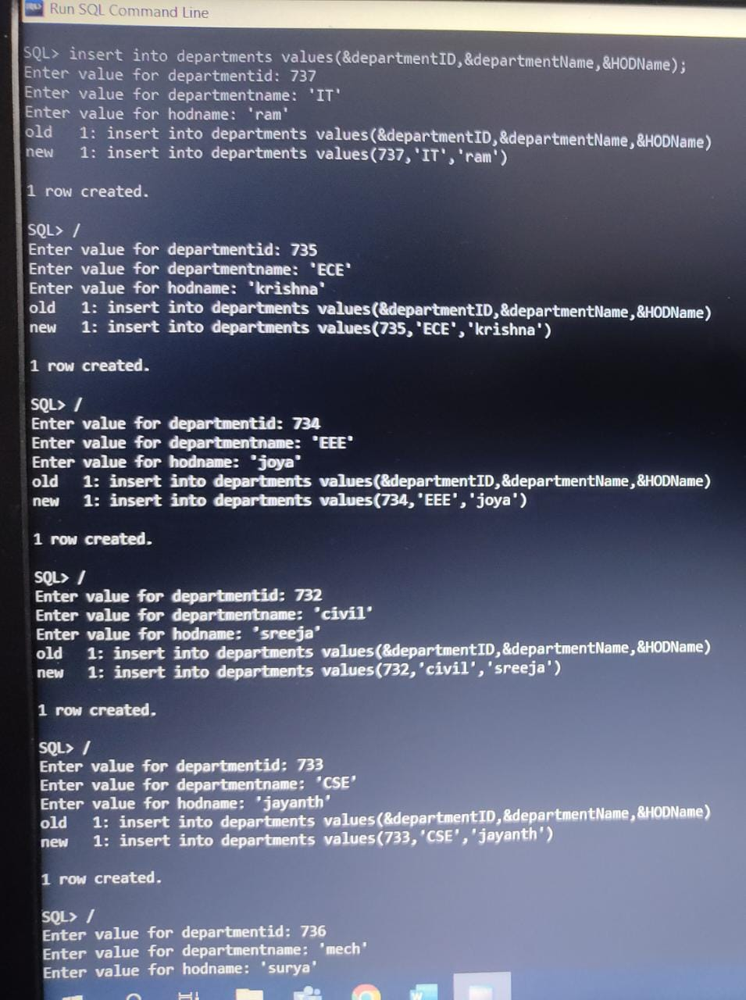 Run SQL Command Line
SQL> insert into departments values(&departmentID,&departmentName,&HODName);
Enter value for departmentid: 737
Enter value for departmentname: 'IT'
Enter value for hodname: 'ram'
old   1: insert into departments values(&departmentID,&departmentName,&HODName)
new   1: insert into departments values(737,'IT','ram')
1 row created.
SQL> /
Enter value for departmentid: 735
Enter value for departmentname: 'ECE'
Enter value for hodname: 'krishna'
old   1: insert into departments values(&departmentID,&departmentName,&HODName)
new   1: insert into departments values(735,'ECE','krishna')
1 row created.
SQL> /
Enter value for departmentid: 734
Enter value for departmentname: 'EEE'
Enter value for hodname: 'joya'
old   1: insert into departments values(&departmentID,&departmentName,&HODName)
new   1: insert into departments values(734,'EEE','joya')
1 row created.
SQL> /
Enter value for departmentid: 732
Enter value for departmentname: 'civil'
Enter value for hodname: 'sreeja'
old   1: insert into departments values(&departmentID,&departmentName,&HODName)
new   1: insert into departments values(732,'civil','sreeja')
1 row created.
SQL> /
Enter value for departmentid: 733
Enter value for departmentname: 'CSE'
Enter value for hodname: 'jayanth'
old   1: insert into departments values(&departmentID,&departmentName,&HODName)
new   1: insert into departments values(733,'CSE','jayanth')
1 row created.
SQL> /
Enter value for departmentid: 736
Enter value for departmentname: 'mech'
Enter value for hodname: 'surya'